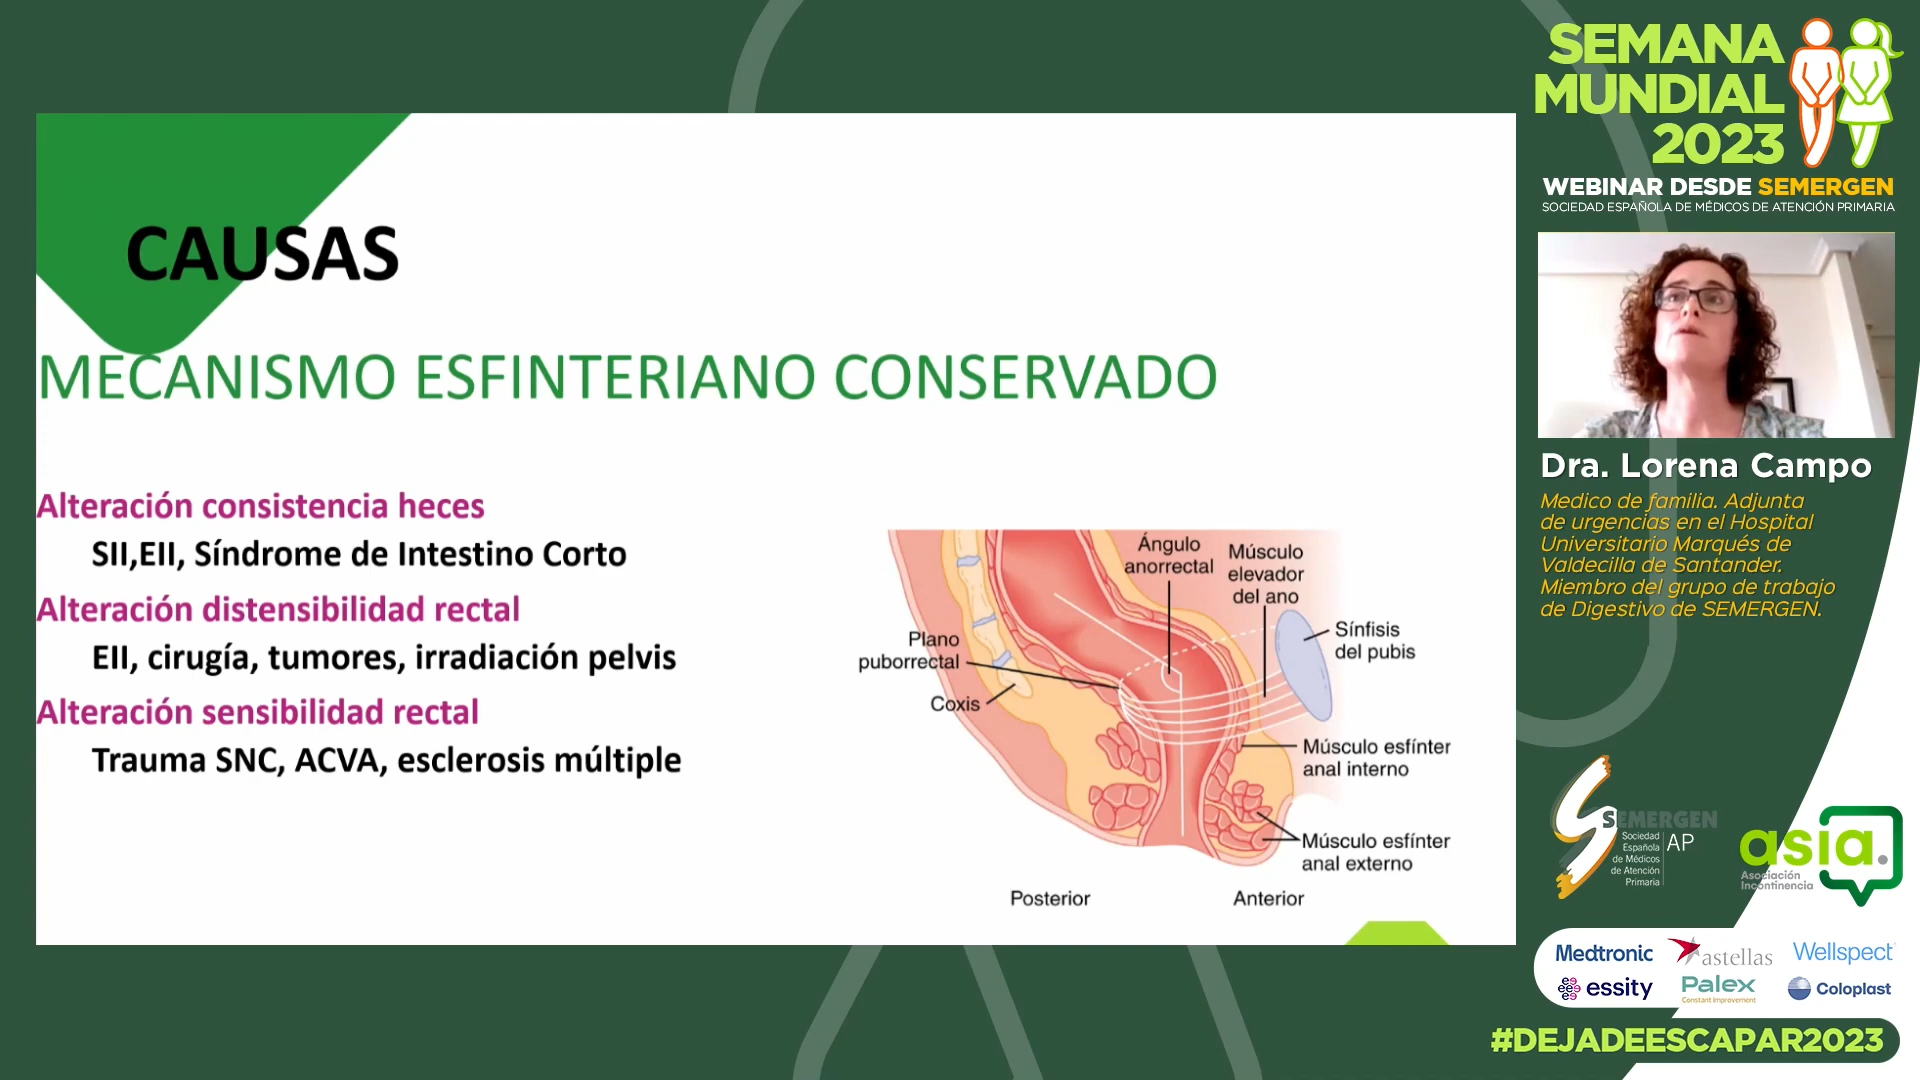 CAUSAS
MECANISMO ESFINTERIANO CONSERVADO
Alteración consistencia heces
SII,EII, Síndrome de Intestino Corto
Alteración distensibilidad rectal
EII, cirugía, tumores, irradiación pelvis
Alteración sensibilidad rectal
Trauma SNC, ACVA, esclerosis múltiple
Ángulo
anorrectal
Músculo
elevador
del ano
Plano
puborrectal
Coxis
Sínfisis
del pubis
Músculo esfínter
anal interno
Músculo esfínter
anal externo
Posterior
Anterior
SEMANA
MUNDIAL
2023
WEBINAR DESDE SEMERGEN
SOCIEDAD ESPAÑOLA DE MÉDICOS DE ATENCIÓN PRIMARIA
Dra. Lorena Campo
Medico de familia. Adjunta
de urgencias en el Hospital
Universitario Marqués de
Valdecilla de Santander.
Miembro del grupo de trabajo
de Digestivo de SEMERGEN.
SEMERGEN
Sociedad
Española
de Médicos
de Atención
Primaria
AP
asia.
Asociación
Incontinencia
Medtronic
astellas
Wellspect
essity
Palex
Constant improvement
Coloplast
#DEJADEESCAPAR2023